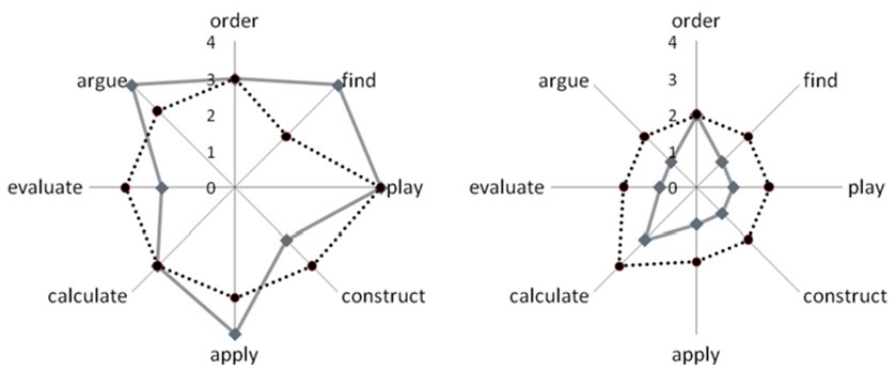 order
4
argue
3
find
2
1
evaluate
0
play
calculate
construct
apply
order
4
argue
3
find
2
1
evaluate
0
play
calculate
construct
apply